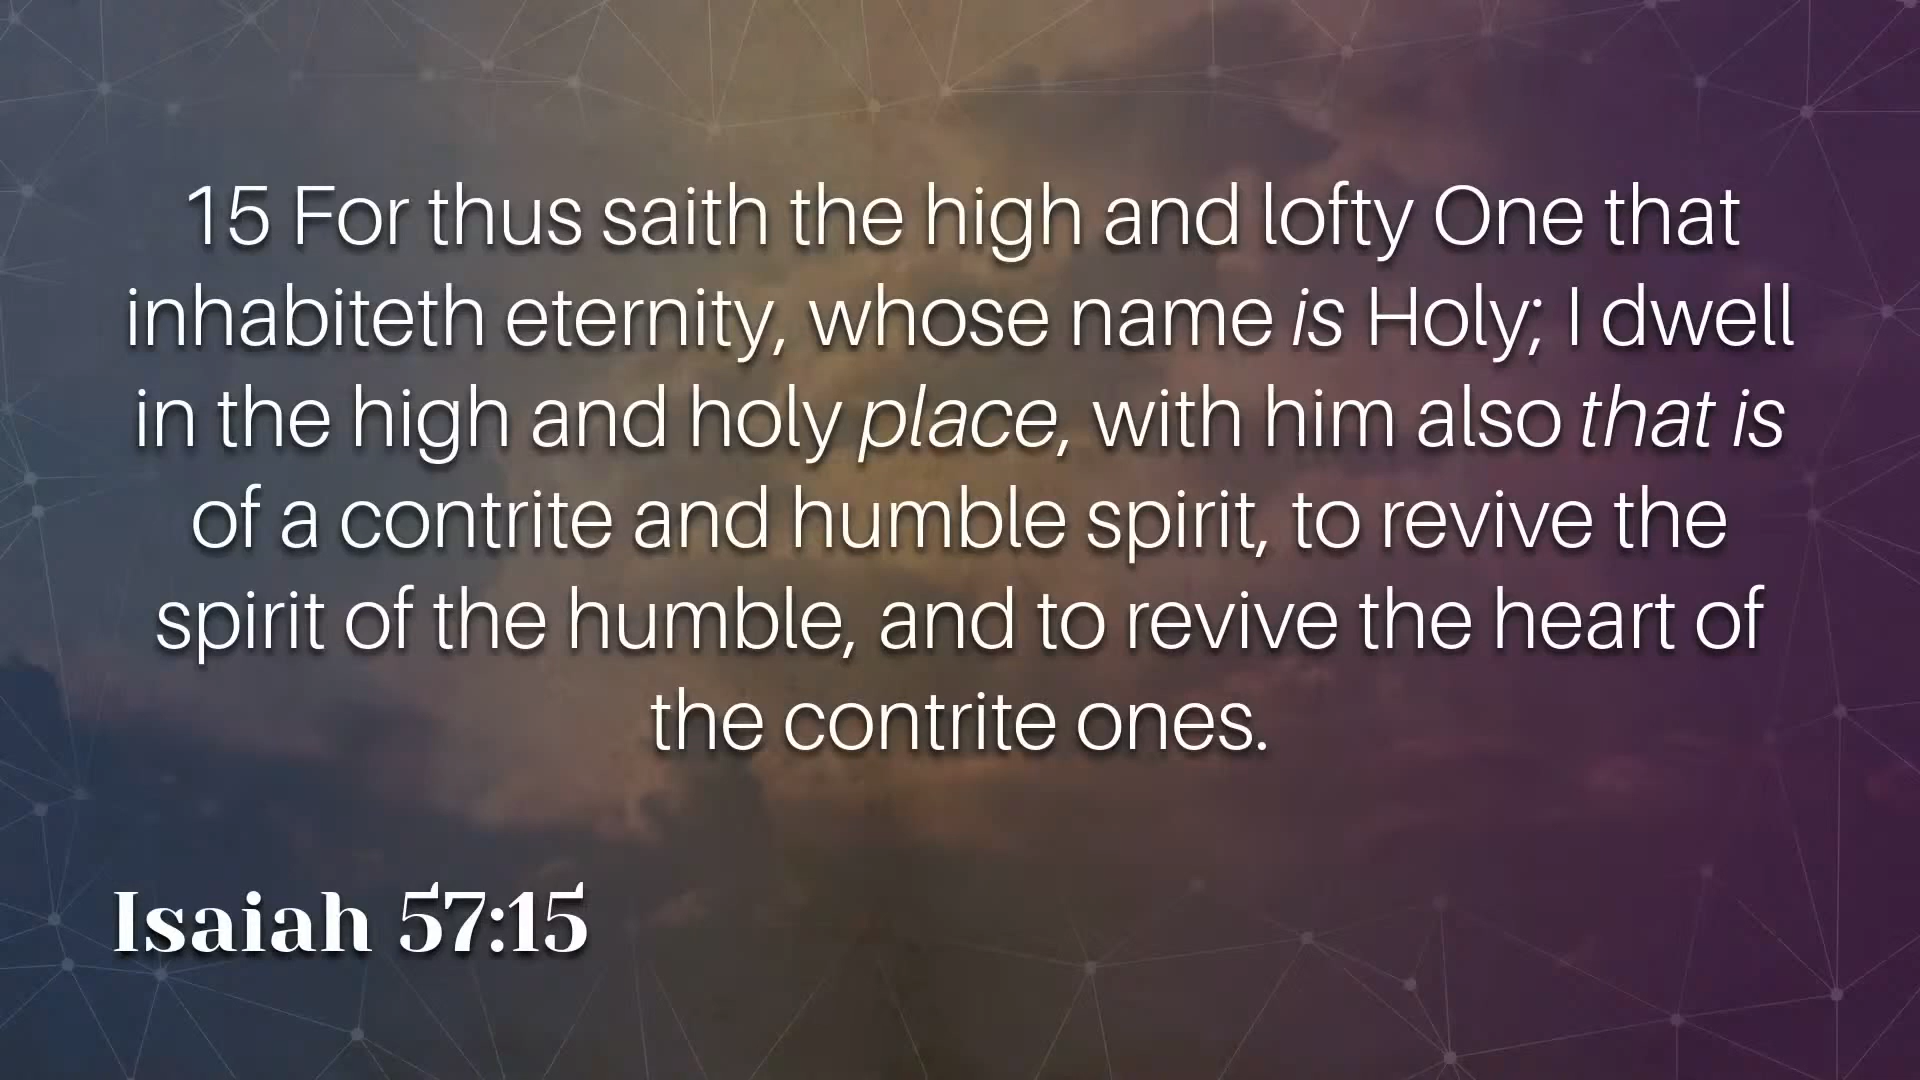 15 For thus saith the high and lofty One that
inhabiteth eternity, whose name is Holy; I dwell
in the high and holy place, with him also that is
of a contrite and humble spirit, to revive the
spirit of the humble, and to revive the heart of
the contrite ones.
Isaiah 57:15